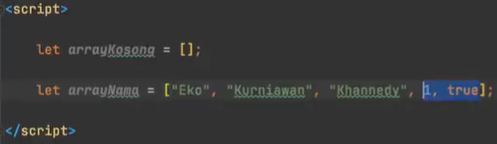 <script>
let arrayKosong = [];
let arrayNama = ["Eko", "Kurniawan", "Khannedy", 1, true];
</script>